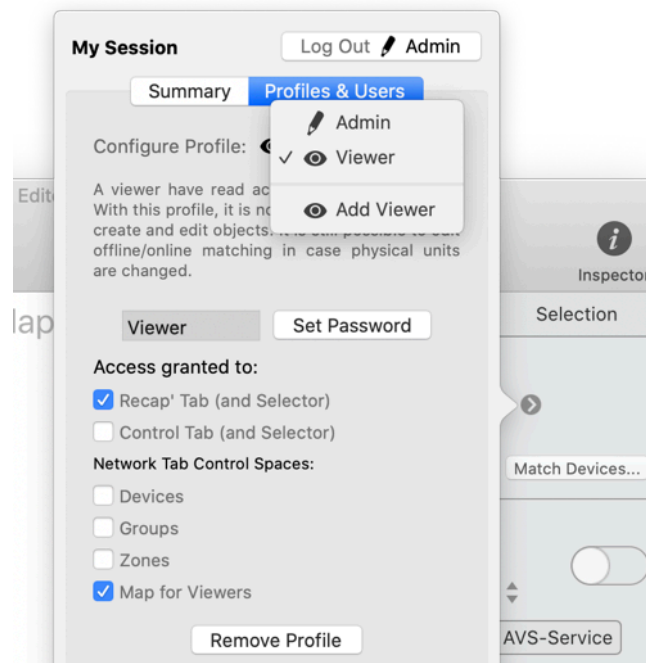 My Session
Log Out Admin
Summary
Profiles & Users
Admin
Configure Profile:
Viewer
Add Viewer
A viewer have read ac
With this profile, it is no
create and edit objects.
offline/online matching in case physical units
are changed.
Edit
Inspector
Map
Selection
Viewer
Set Password
Access granted to:
Recap' Tab (and Selector)
Control Tab (and Selector)
Match Devices...
Network Tab Control Spaces:
Devices
Groups
Zones
Map for Viewers
Remove Profile
AVS-Service